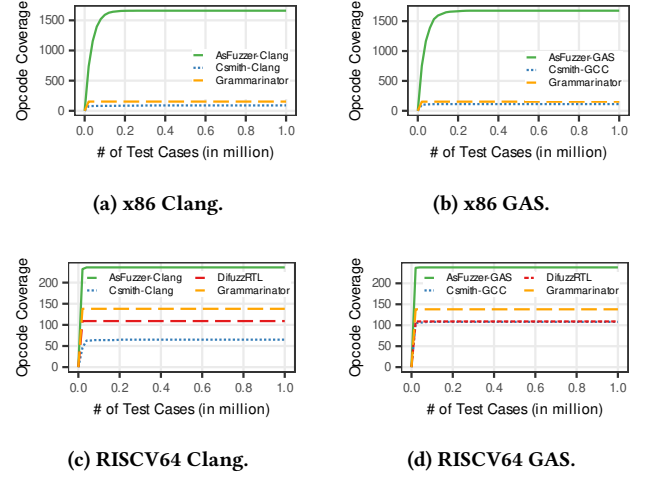 Opcode Coverage
1500
1000
500
0
AsFuzzer-Clang
Csmith-Clang
Grammarinator
0.0 0.2 0.4 0.6 0.8 1.0
# of Test Cases (in million)
(a) x86 Clang.
Opcode Coverage
1500
1000
500
0
AsFuzzer-GAS
Csmith-GCC
Grammarinator
0.0 0.2 0.4 0.6 0.8 1.0
# of Test Cases (in million)
(b) x86 GAS.
Opcode Coverage
200
150
100
50
0
AsFuzzer-Clang DifuzzRTL
Csmith-Clang Grammarinator
0.0 0.2 0.4 0.6 0.8 1.0
# of Test Cases (in million)
(c) RISCV64 Clang.
Opcode Coverage
200
150
100
50
0
AsFuzzer-GAS DifuzzRTL
Csmith-GCC Grammarinator
0.0 0.2 0.4 0.6 0.8 1.0
# of Test Cases (in million)
(d) RISCV64 GAS.